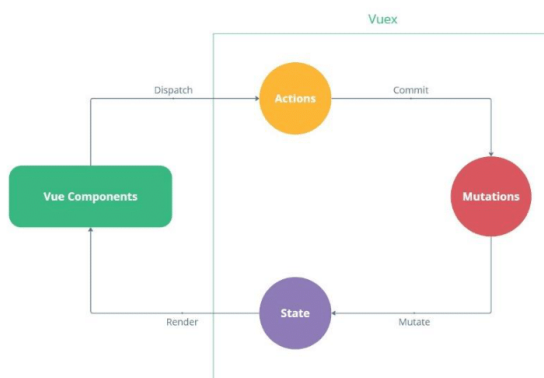 Vuex
Dispatch
Actions
Commit
Vue Components
Mutations
State
Render
Mutate